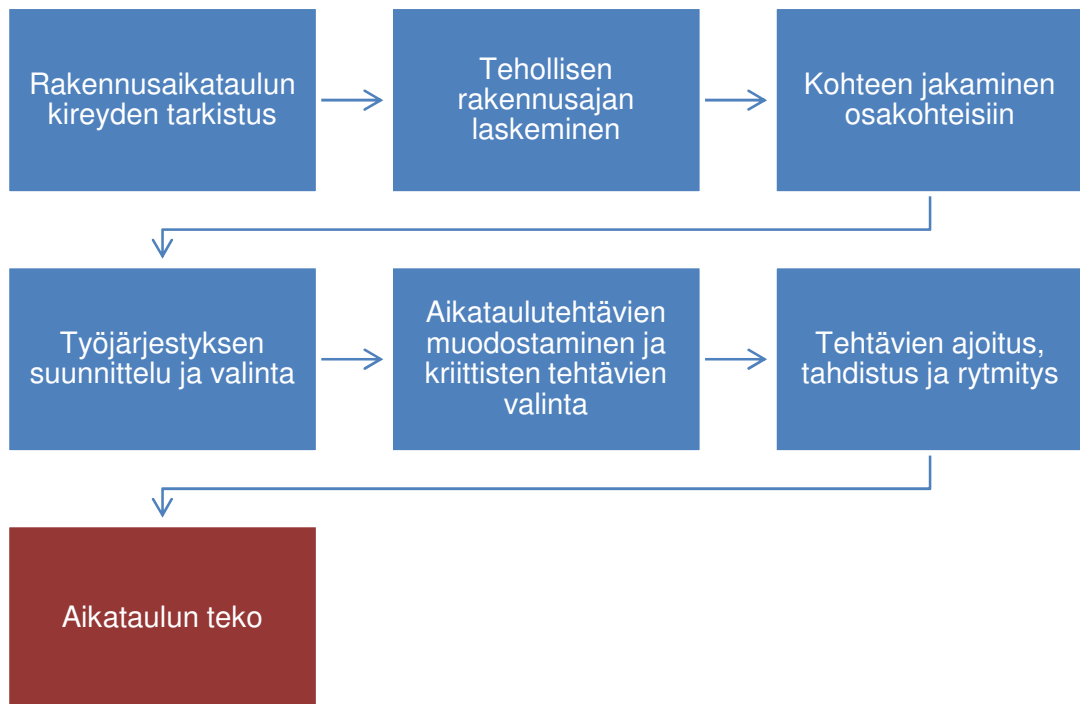 Rakennusaikataulun
kireyden tarkistus
Tehollisen
rakennusajan
laskeminen
Kohteen jakaminen
osakohteisiin
Työjärjestyksen
suunnittelu ja valinta
Aikataulutehtävien
muodostaminen ja
kriittisten tehtävien
valinta
Tehtävien ajoitus,
tahdistus ja rytmitys
Aikataulun teko